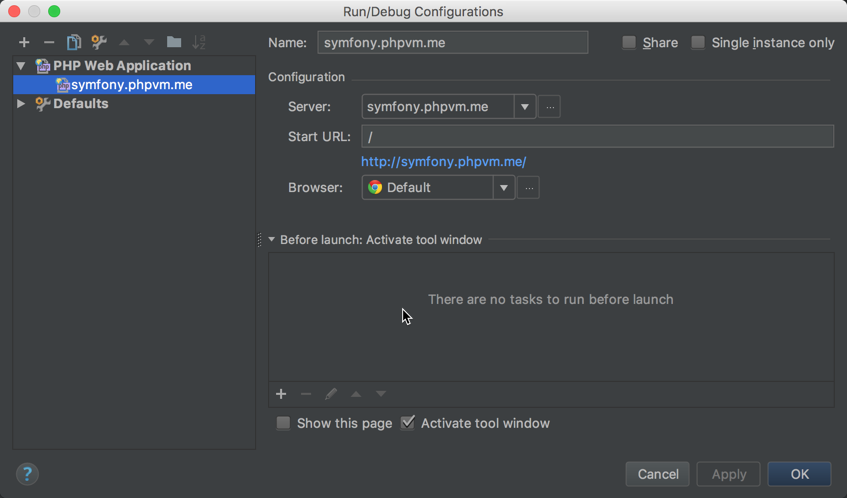 Run/Debug Configurations
Name: symfony.phpvm.me Share Single instance only
PHP Web Application
symfony.phpvm.me
Defaults
Configuration
Server: symfony.phpvm.me ...
Start URL: /
http://symfony.phpvm.me/
Browser: Default ...
Before launch: Activate tool window
There are no tasks to run before launch
Show this page Activate tool window
? Cancel Apply OK